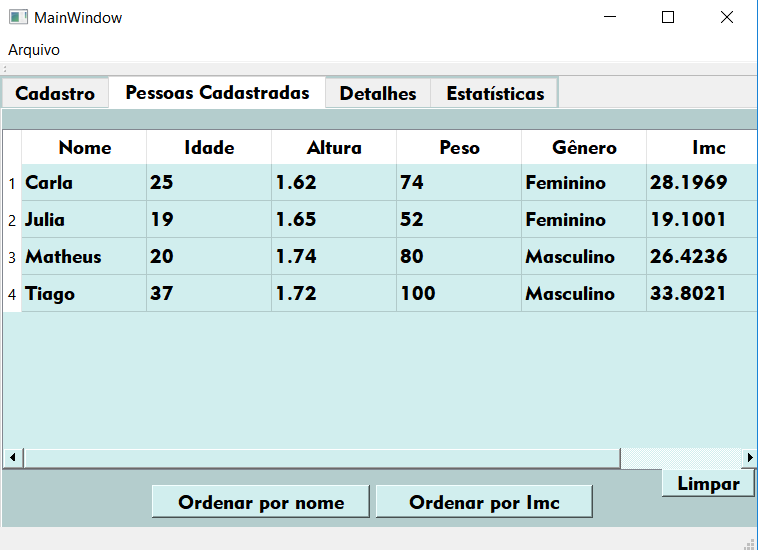 MainWindow
Arquivo
Cadastro Pessoas Cadastradas Detalhes Estatísticas
Nome Idade Altura Peso Gênero Imc
1 Carla 25 1.62 74 Feminino 28.1969
2 Julia 19 1.65 52 Feminino 19.1001
3 Matheus 20 1.74 80 Masculino 26.4236
4 Tiago 37 1.72 100 Masculino 33.8021
Limpar
Ordenar por nome Ordenar por Imc